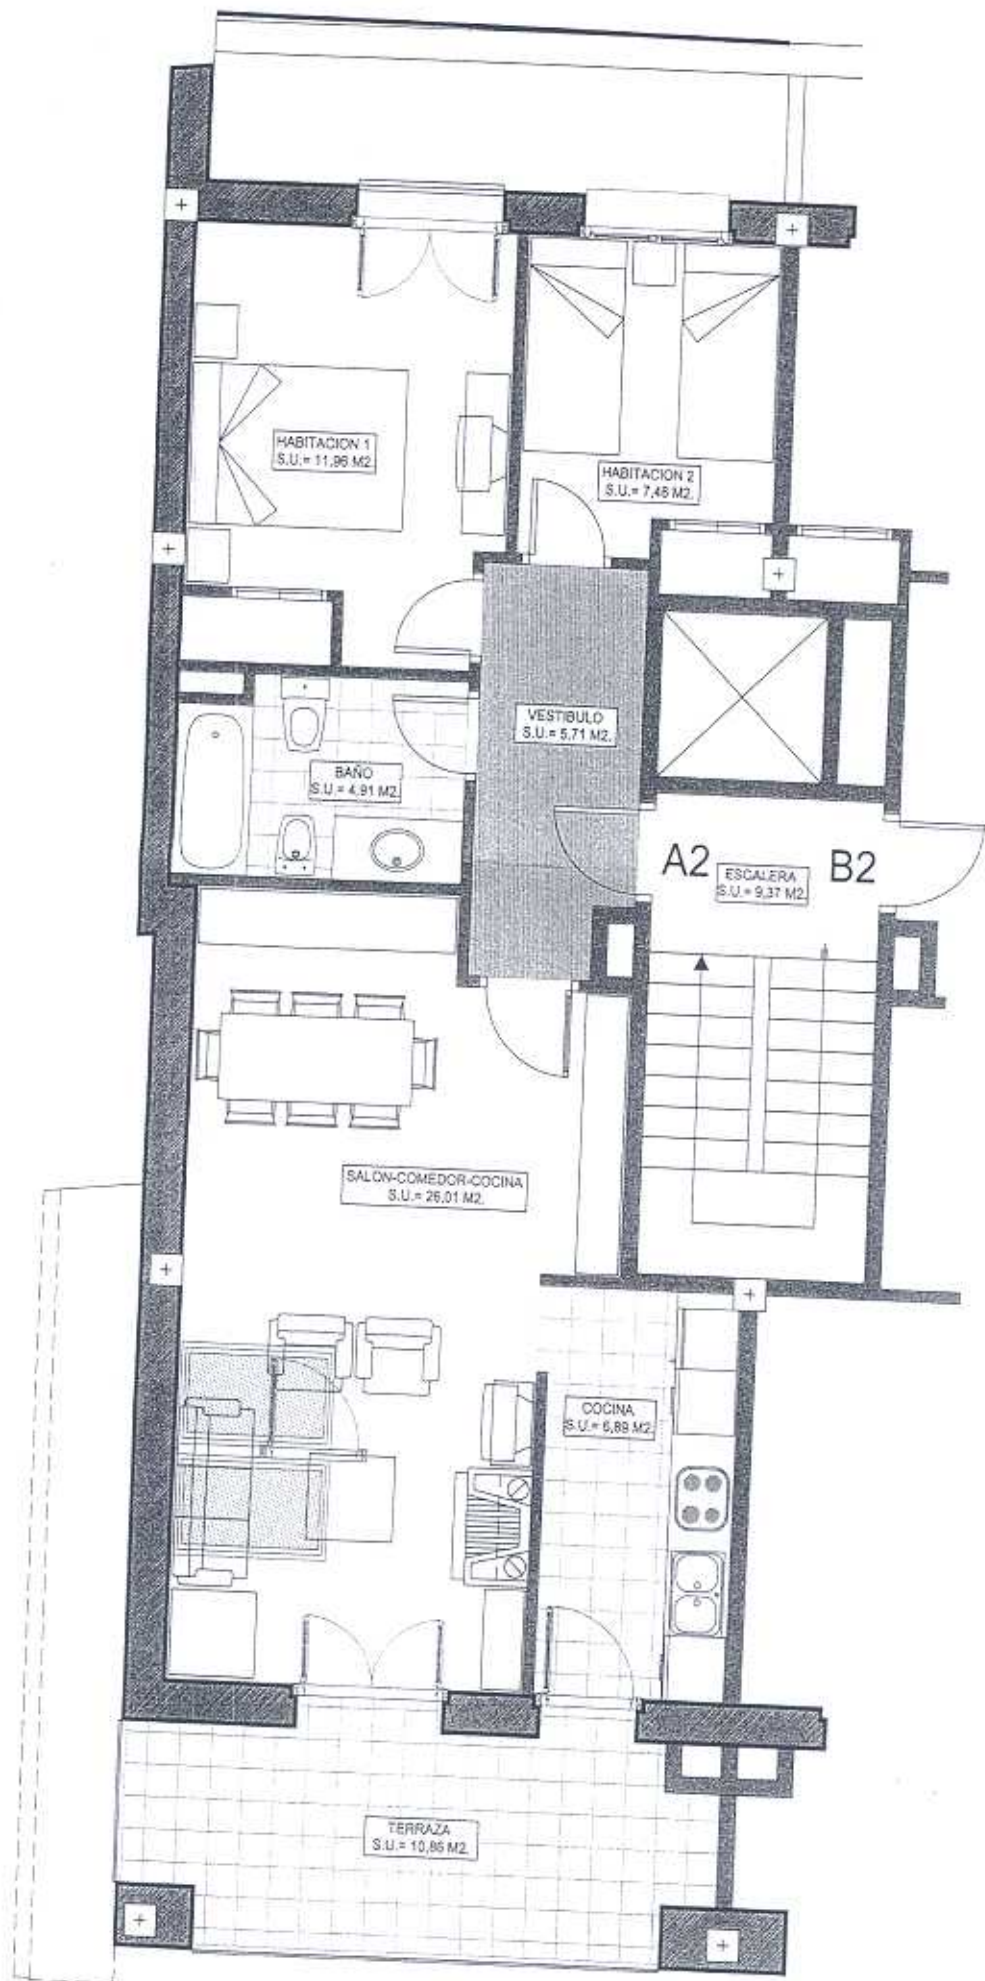 HABITACION 1
S.U.= 11,96 M2.
HABITACION 2
S.U.= 7,46 M2.
VESTIBULO
S.U.= 5,71 M2.
BAÑO
S.U.= 4,91 M2.
A2
B2
ESCALERA
S.U.= 9,37 M2.
SALON-COMEDOR-COCINA
S.U.= 26,01 M2.
COCINA
S.U.= 6,89 M2.
TERRAZA
S.U.= 10,86 M2.